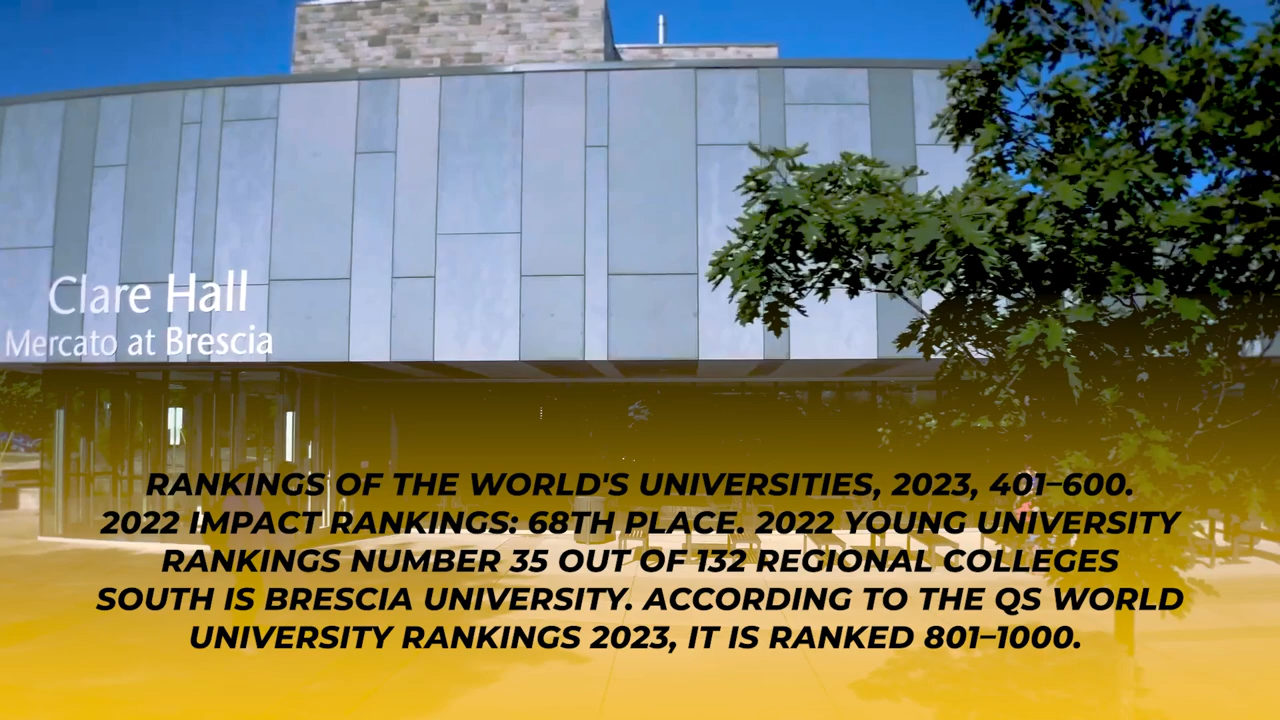 Clare Hall
Mercato at Brescia
RANKINGS OF THE WORLD'S UNIVERSITIES, 2023, 401–600.
2022 IMPACT RANKINGS: 68TH PLACE. 2022 YOUNG UNIVERSITY
RANKINGS NUMBER 35 OUT OF 132 REGIONAL COLLEGES
SOUTH IS BRESCIA UNIVERSITY. ACCORDING TO THE QS WORLD
UNIVERSITY RANKINGS 2023, IT IS RANKED 801–1000.